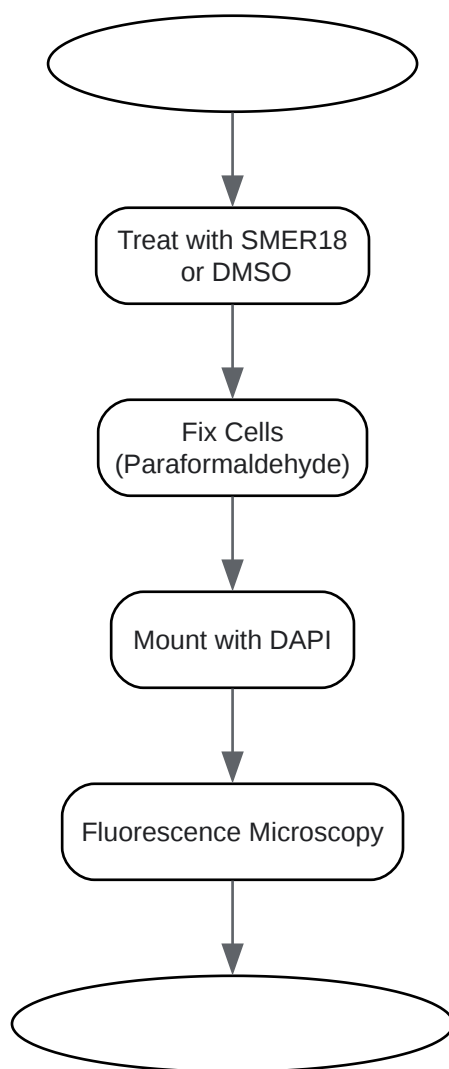 Treat with SMER18
or DMSO
Fix Cells
(Paraformaldehyde)
Mount with DAPI
Fluorescence Microscopy